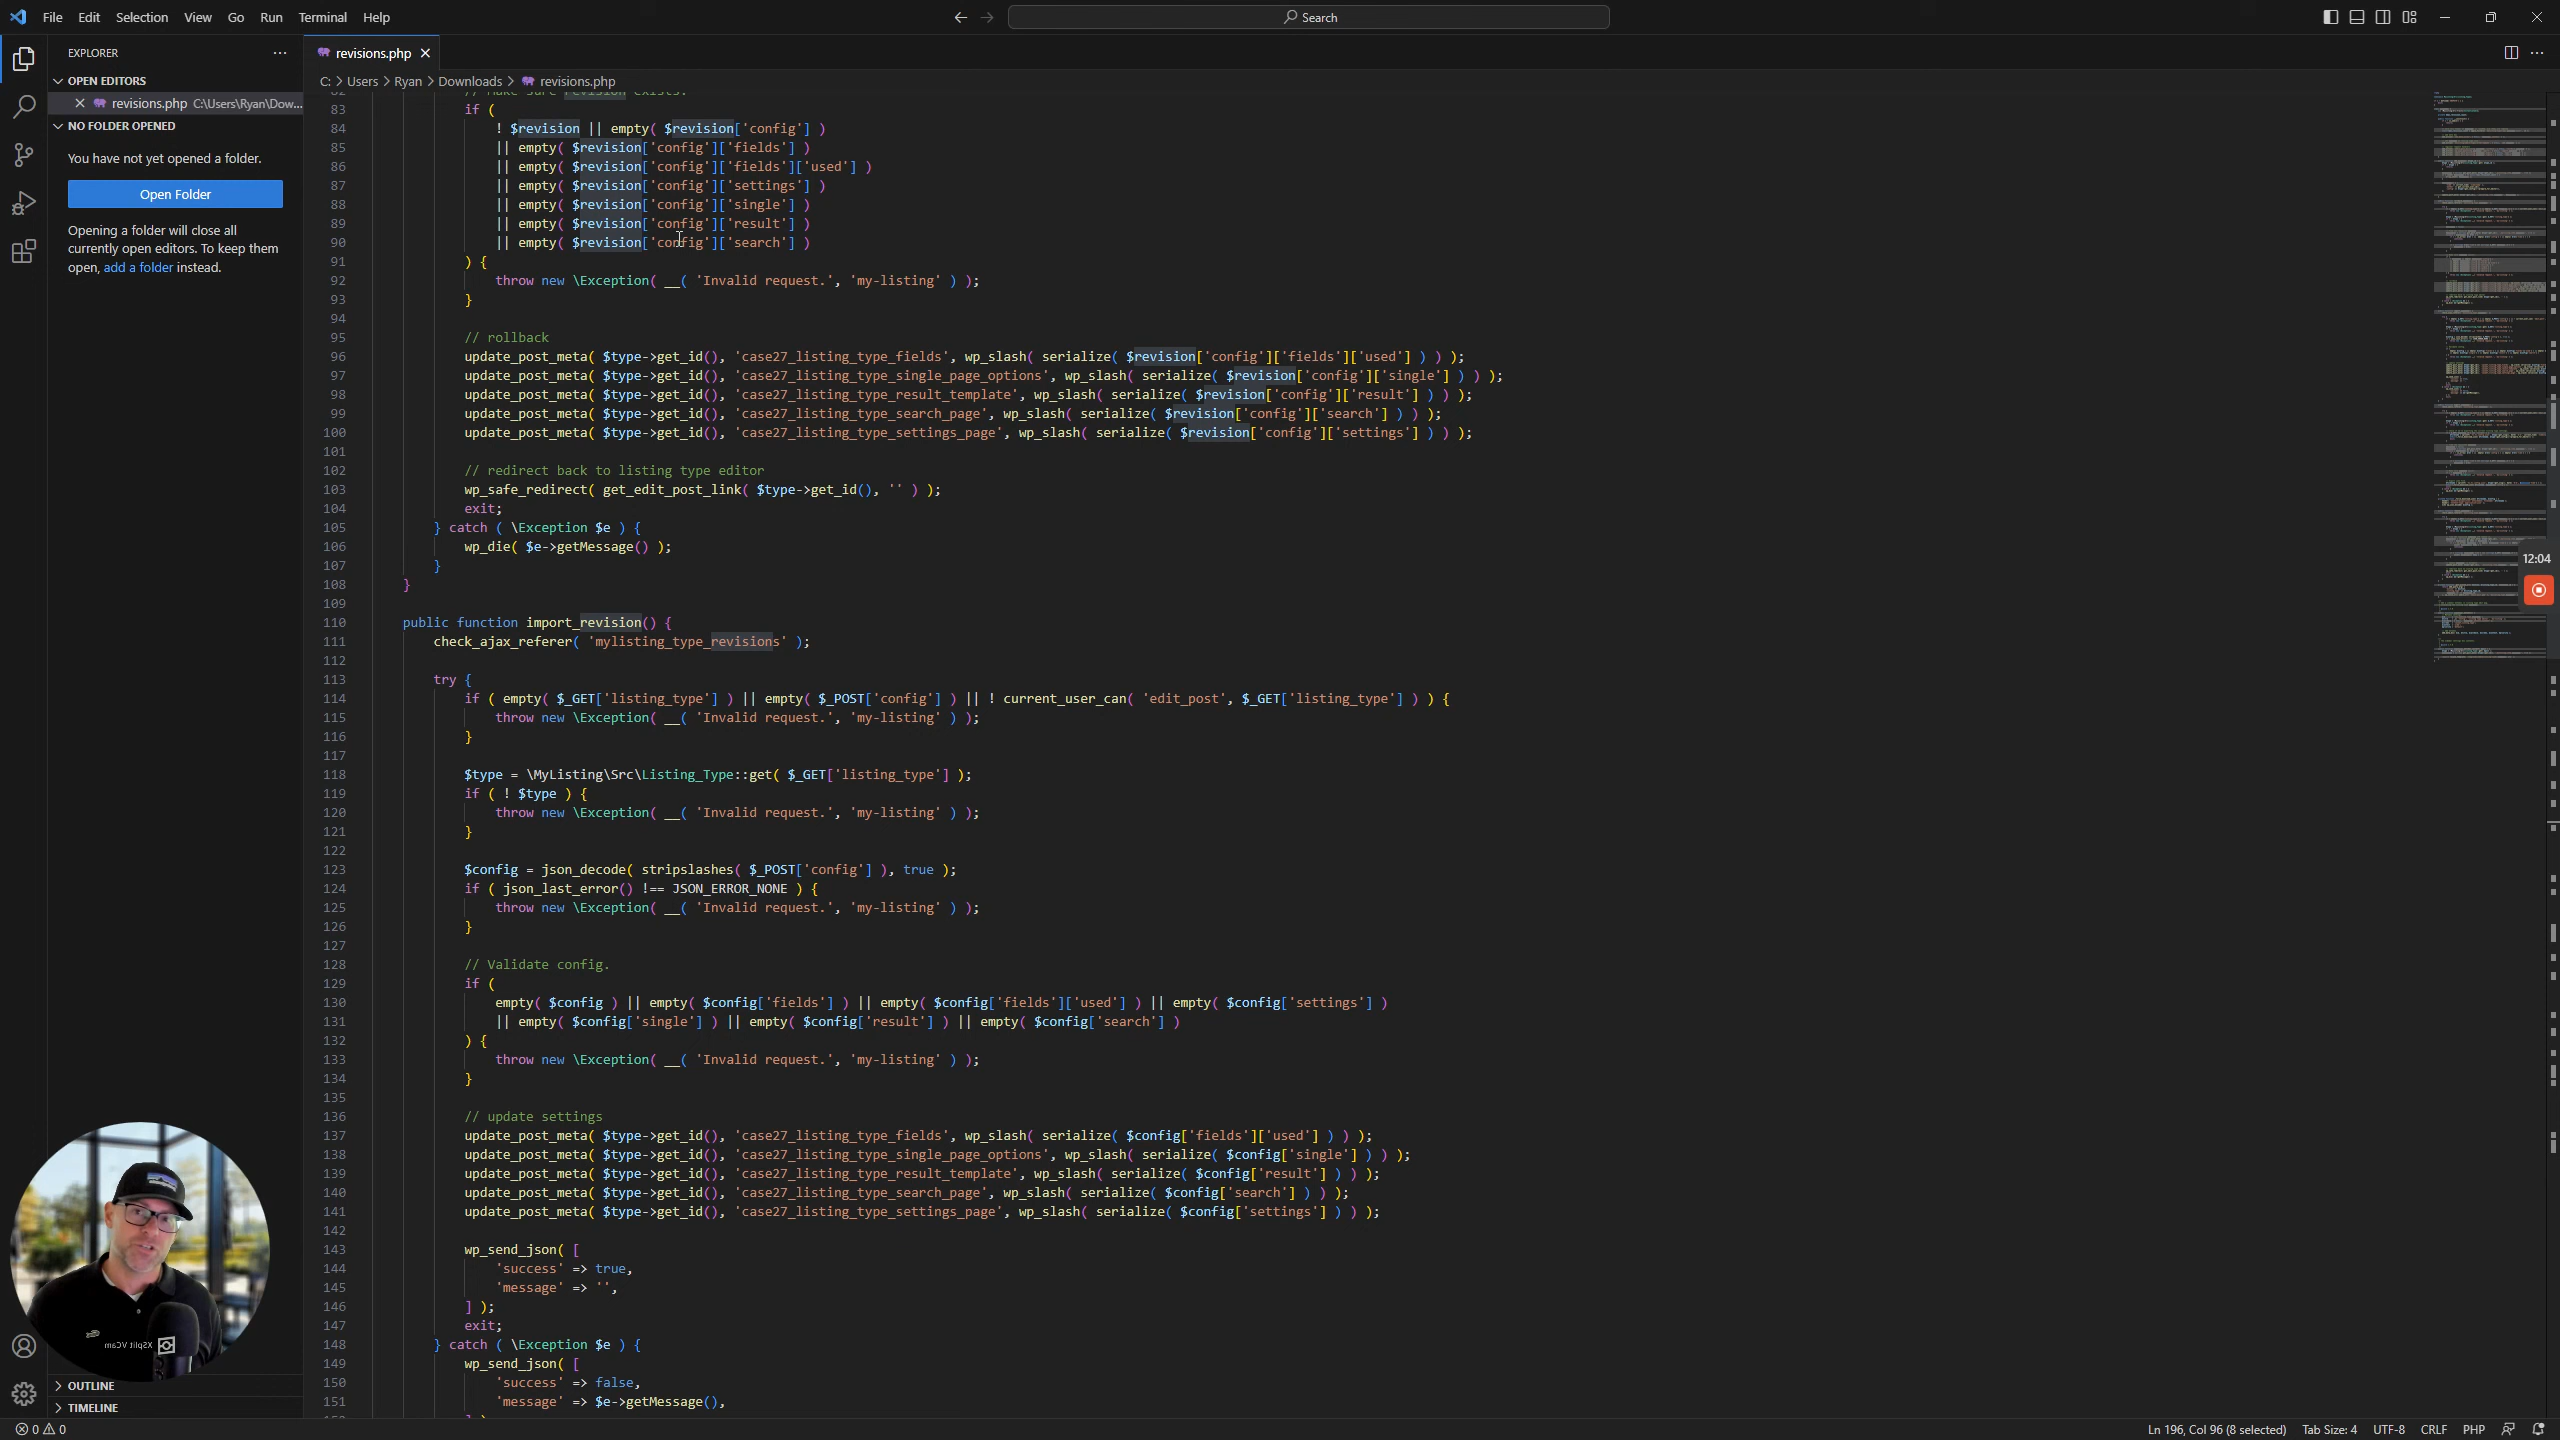 File Edit Selection View Go Run Terminal Help
Search
EXPLORER
OPEN EDITORS
revisions.php C:\Users\Ryan\Dow...
NO FOLDER OPENED
You have not yet opened a folder.
Open Folder
Opening a folder will close all
currently open editors. To keep them
open, add a folder instead.
OUTLINE
TIMELINE
revisions.php
C: > Users > Ryan > Downloads > revisions.php
82 // Make sure revision exists.
83 if (
84 ! $revision || empty( $revision['config'] )
85 || empty( $revision['config']['fields'] )
86 || empty( $revision['config']['fields']['used'] )
87 || empty( $revision['config']['settings'] )
88 || empty( $revision['config']['single'] )
89 || empty( $revision['config']['result'] )
90 || empty( $revision['config']['search'] )
91 ) {
92 throw new \Exception( __( 'Invalid request.', 'my-listing' ) );
93 }
94
95 // rollback
96 update_post_meta( $type->get_id(), 'case27_listing_type_fields', wp_slash( serialize( $revision['config']['fields']['used'] ) ) );
97 update_post_meta( $type->get_id(), 'case27_listing_type_single_page_options', wp_slash( serialize( $revision['config']['single'] ) ) );
98 update_post_meta( $type->get_id(), 'case27_listing_type_result_template', wp_slash( serialize( $revision['config']['result'] ) ) );
99 update_post_meta( $type->get_id(), 'case27_listing_type_search_page', wp_slash( serialize( $revision['config']['search'] ) ) );
100 update_post_meta( $type->get_id(), 'case27_listing_type_settings_page', wp_slash( serialize( $revision['config']['settings'] ) ) );
101
102 // redirect back to listing type editor
103 wp_safe_redirect( get_edit_post_link( $type->get_id(), '' ) );
104 exit;
105 } catch ( \Exception $e ) {
106 wp_die( $e->getMessage() );
107 }
108 }
109
110 public function import_revision() {
111 check_ajax_referer( 'mylisting_type_revisions' );
112
113 try {
114 if ( empty( $_GET['listing_type'] ) || empty( $_POST['config'] ) || ! current_user_can( 'edit_post', $_GET['listing_type'] ) ) {
115 throw new \Exception( __( 'Invalid request.', 'my-listing' ) );
116 }
117
118 $type = \MyListing\Src\Listing_Type::get( $_GET['listing_type'] );
119 if ( ! $type ) {
120 throw new \Exception( __( 'Invalid request.', 'my-listing' ) );
121 }
122
123 $config = json_decode( stripslashes( $_POST['config'] ), true );
124 if ( json_last_error() !== JSON_ERROR_NONE ) {
125 throw new \Exception( __( 'Invalid request.', 'my-listing' ) );
126 }
127
128 // Validate config.
129 if (
130 empty( $config ) || empty( $config['fields'] ) || empty( $config['fields']['used'] ) || empty( $config['settings'] )
131 || empty( $config['single'] ) || empty( $config['result'] ) || empty( $config['search'] )
132 ) {
133 throw new \Exception( __( 'Invalid request.', 'my-listing' ) );
134 }
135
136 // update settings
137 update_post_meta( $type->get_id(), 'case27_listing_type_fields', wp_slash( serialize( $config['fields']['used'] ) ) );
138 update_post_meta( $type->get_id(), 'case27_listing_type_single_page_options', wp_slash( serialize( $config['single'] ) ) );
139 update_post_meta( $type->get_id(), 'case27_listing_type_result_template', wp_slash( serialize( $config['result'] ) ) );
140 update_post_meta( $type->get_id(), 'case27_listing_type_search_page', wp_slash( serialize( $config['search'] ) ) );
141 update_post_meta( $type->get_id(), 'case27_listing_type_settings_page', wp_slash( serialize( $config['settings'] ) ) );
142
143 wp_send_json( [
144 'success' => true,
145 'message' => '',
146 ] );
147 exit;
148 } catch ( \Exception $e ) {
149 wp_send_json( [
150 'success' => false,
151 'message' => $e->getMessage(),
12:04
XSplit VCam
0 0
Ln 196, Col 96 (8 selected) Tab Size: 4 UTF-8 CRLF PHP